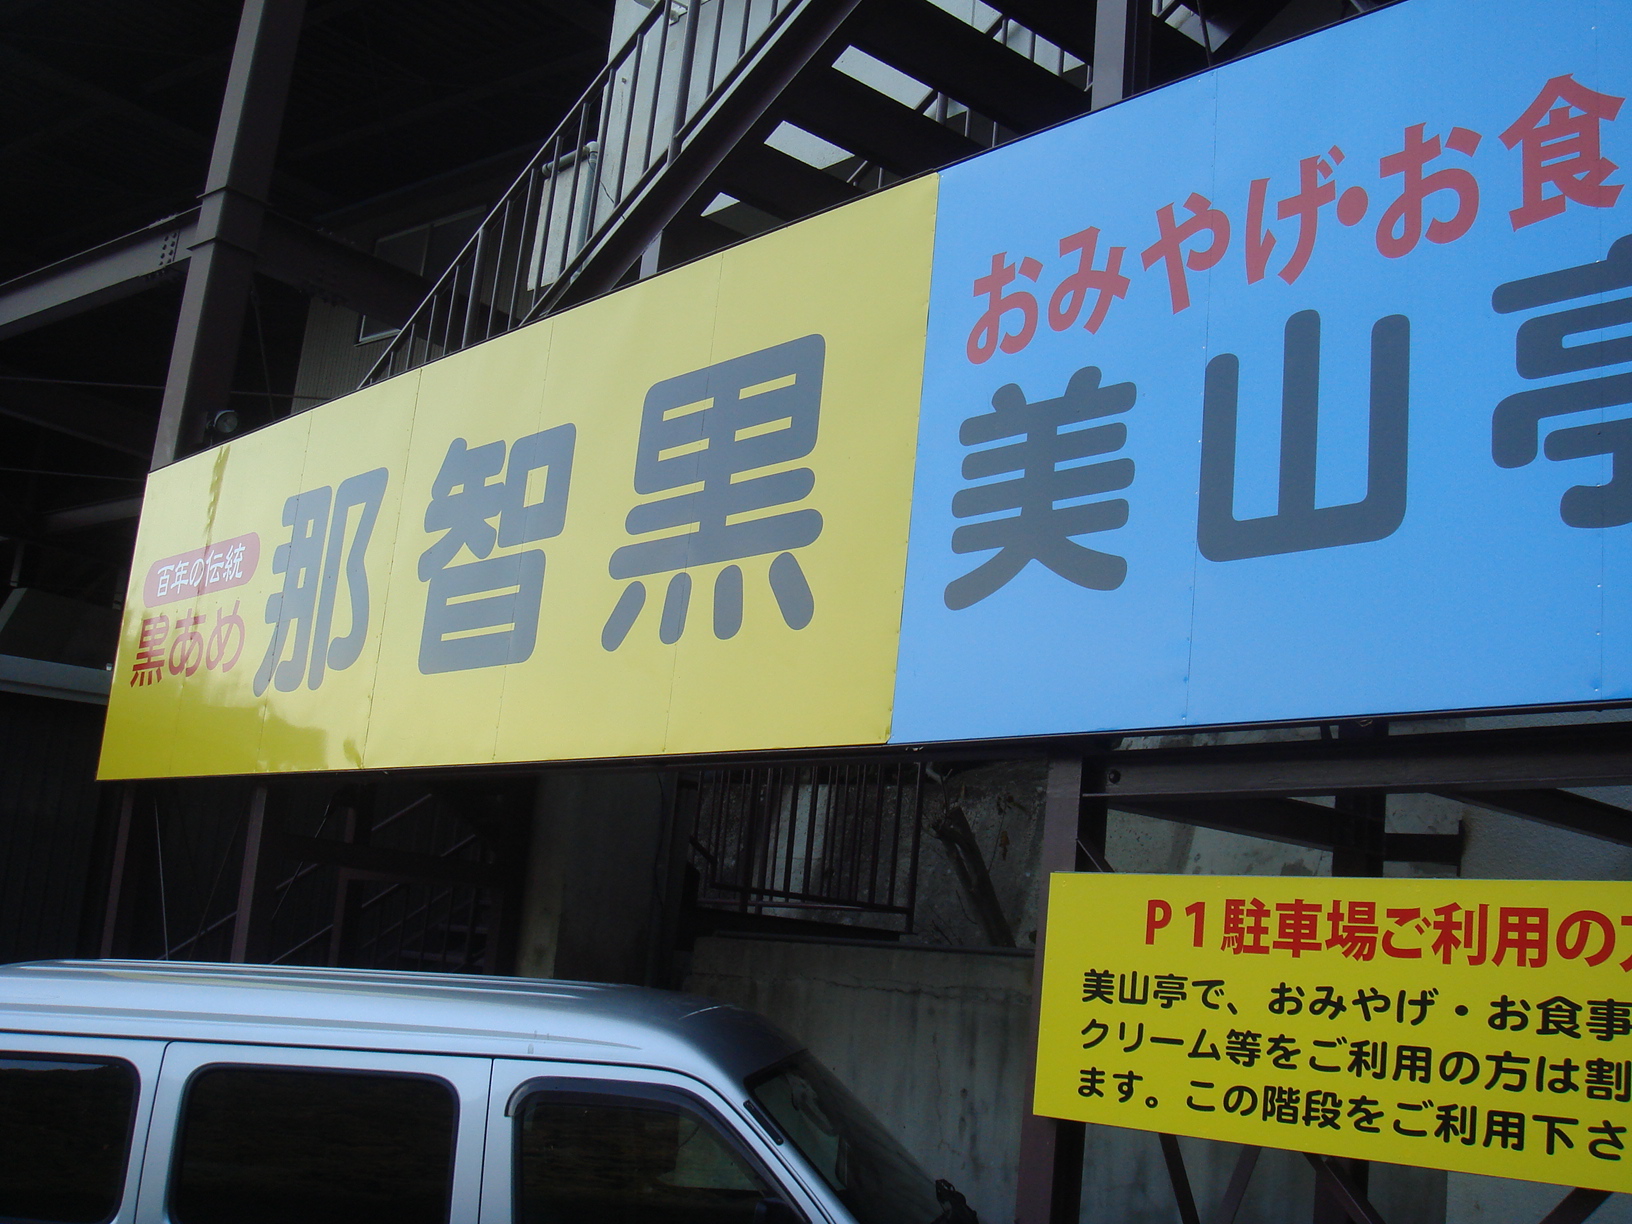 百年の伝統
黒あめ
那智黒
おみやげ・お食
美山亭
P1駐車場ご利用の方
美山亭で、おみやげ・お食事
クリーム等をご利用の方は割
ます。この階段をご利用下さ